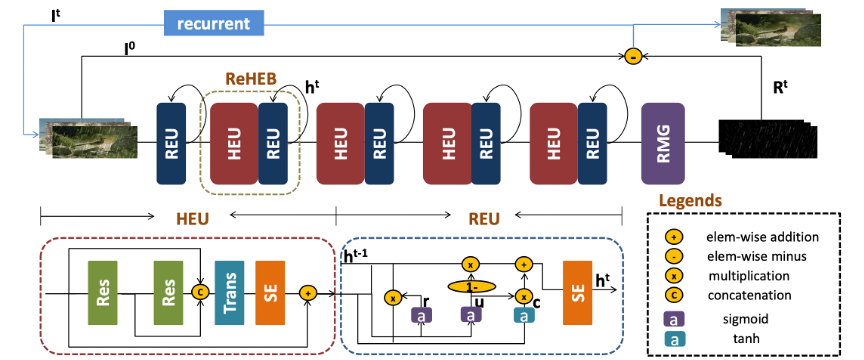 I^t
recurrent
I^0
-
ReHEB
h^t
R^t
REU
HEU
REU
HEU
REU
HEU
REU
HEU
REU
RMG
HEU
REU
Legends
h^{t-1}
Res
Res
C
Trans
SE
+
x
r
a
x
1-
u
a
+
x
c
a
SE
h^t
+ elem-wise addition
- elem-wise minus
x multiplication
C concatenation
a sigmoid
a tanh